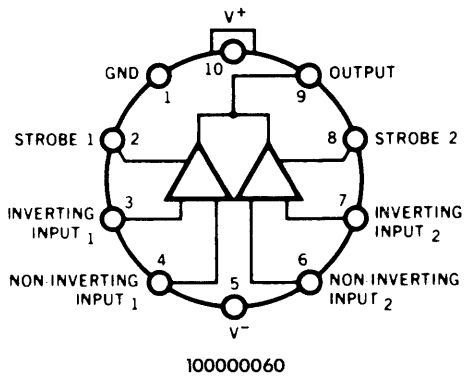 V+
10
GND
1
OUTPUT
9
STROBE 1
2
8
STROBE 2
3
INVERTING
INPUT 1
7
INVERTING
INPUT 2
4
NON-INVERTING
INPUT 1
5
V-
6
NON-INVERTING
INPUT 2
100000060